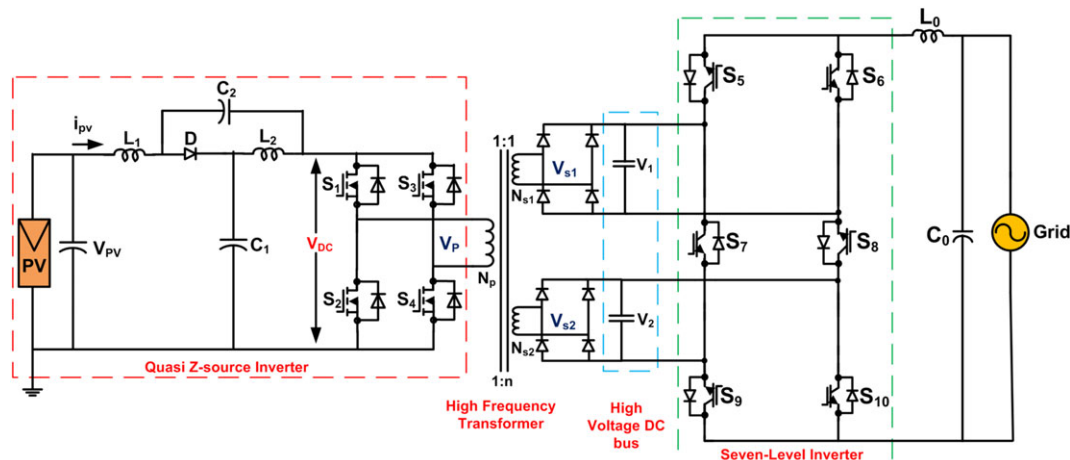 C2
ipv
L1
D
L2
PV
VPV
C1
VDC
S1
S3
S2
S4
VP
Np
Quasi Z-source Inverter
1:1
Ns1
Vs1
Ns2
Vs2
1:n
High Frequency
Transformer
V1
V2
High
Voltage DC
bus
S5
S6
S7
S8
S9
S10
Seven-Level Inverter
L0
C0
Grid